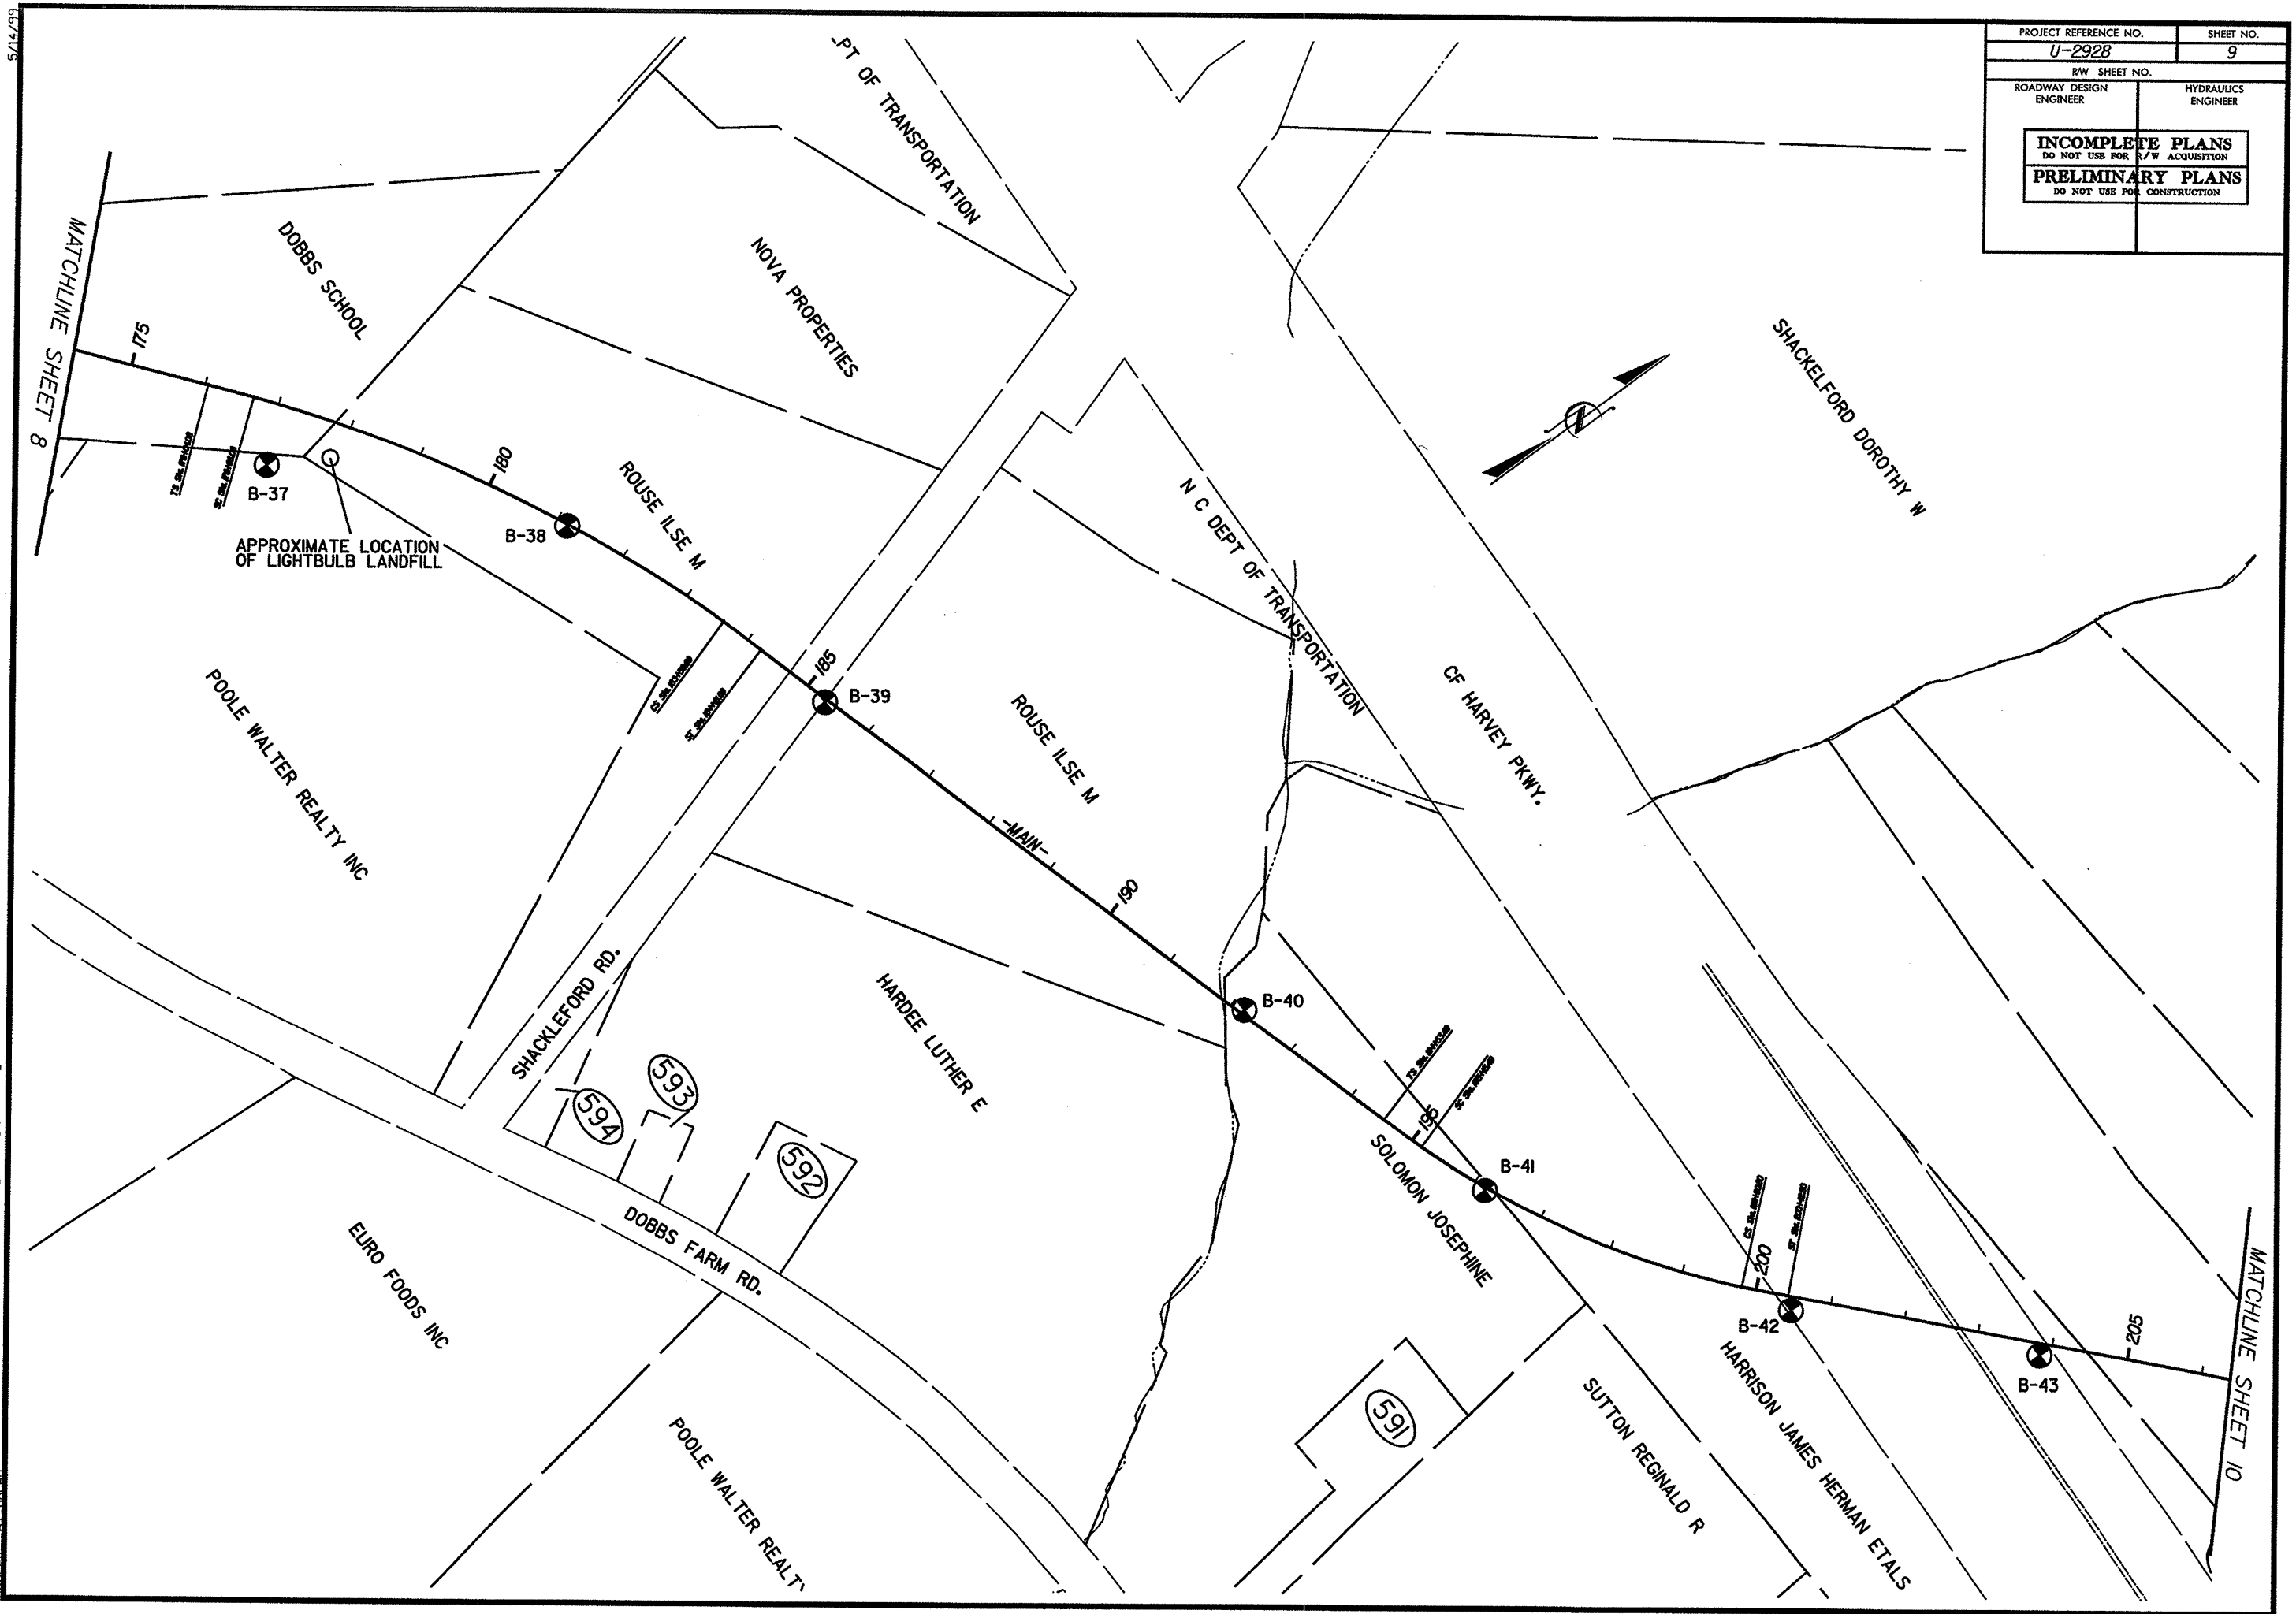 5/14/99
PROJECT REFERENCE NO.
SHEET NO.
U-2928
9
R/W SHEET NO.
ROADWAY DESIGN
ENGINEER
HYDRAULICS
ENGINEER
INCOMPLETE PLANS
DO NOT USE FOR R/W ACQUISITION
PRELIMINARY PLANS
DO NOT USE FOR CONSTRUCTION
PT OF TRANSPORTATION
MATCHLINE SHEET 8
DOBBS SCHOOL
NOVA PROPERTIES
SHACKELFORD DOROTHY W
175
180
B-37
B-38
ROUSE ILSE M
APPROXIMATE LOCATION
OF LIGHTBULB LANDFILL
N C DEPT OF TRANSPORTATION
CF HARVEY PKWY.
185
B-39
POOLE WALTER REALTY INC
ROUSE ILSE M
-MAIN-
190
B-40
SHACKLEFORD RD.
HARDEE LUTHER E
593
594
592
DOBBS FARM RD.
195
B-41
SOLOMON JOSEPHINE
200
B-42
205
B-43
EURO FOODS INC
591
HARRISON JAMES HERMAN ETALS
SUTTON REGINALD R
POOLE WALTER REALTY
MATCHLINE SHEET 10